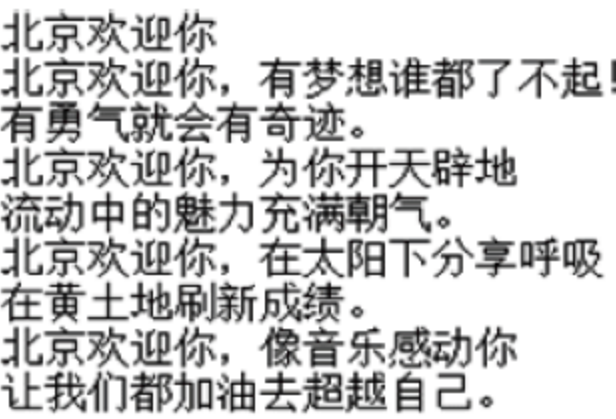 北京欢迎你
北京欢迎你，有梦想谁都了不起!
有勇气就会有奇迹。
北京欢迎你，为你开天辟地
流动中的魅力充满朝气。
北京欢迎你，在太阳下分享呼吸
在黄土地刷新成绩。
北京欢迎你，像音乐感动你
让我们都加油去超越自己。